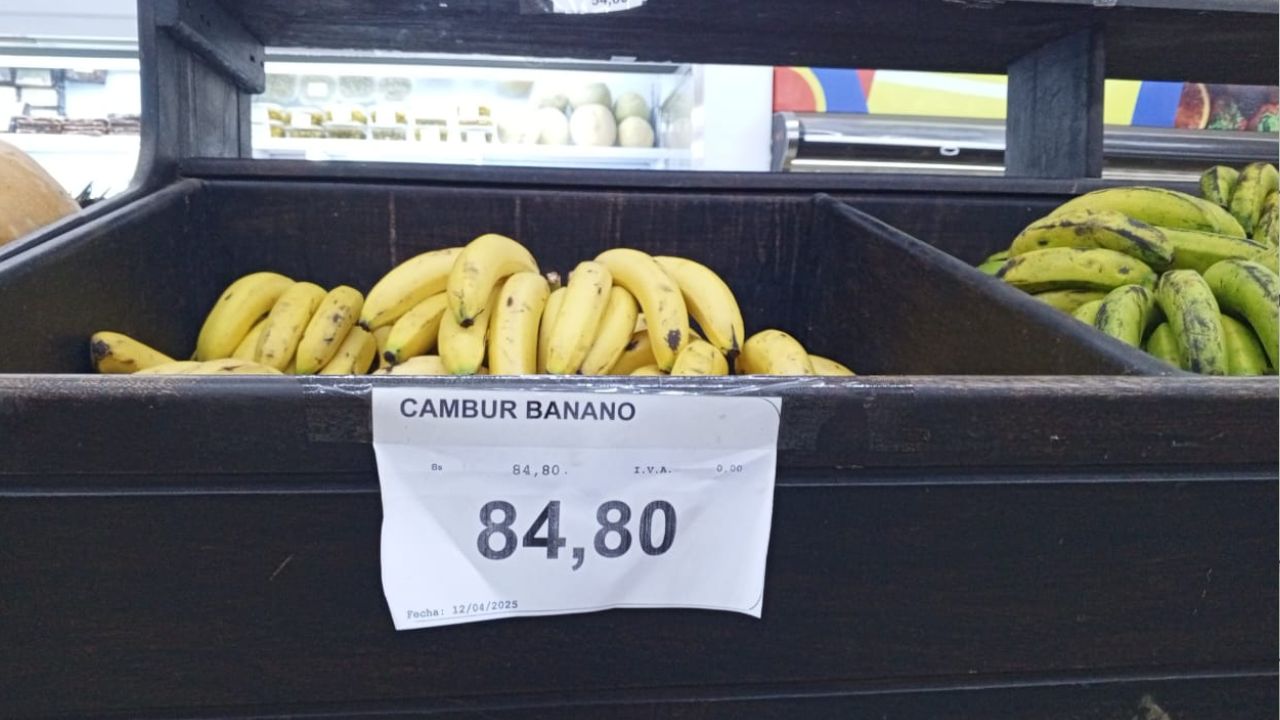 CAMBUR BANANO
Bs 84,80. I.V.A. 0,00
84,80
Fecha: 12/04/2025